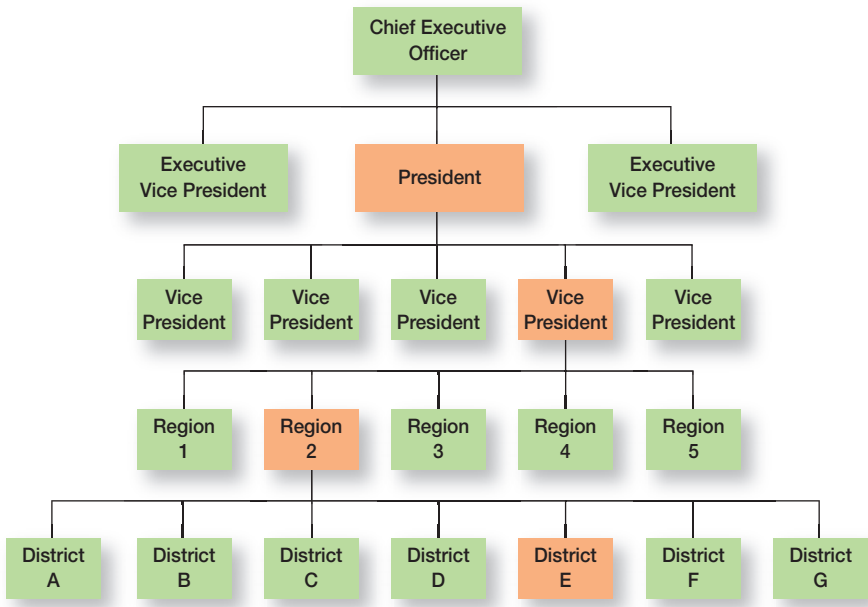 Chief Executive
Officer
Executive
Vice President
President
Executive
Vice President
Vice
President
Vice
President
Vice
President
Vice
President
Vice
President
Region
1
Region
2
Region
3
Region
4
Region
5
District
A
District
B
District
C
District
D
District
E
District
F
District
G